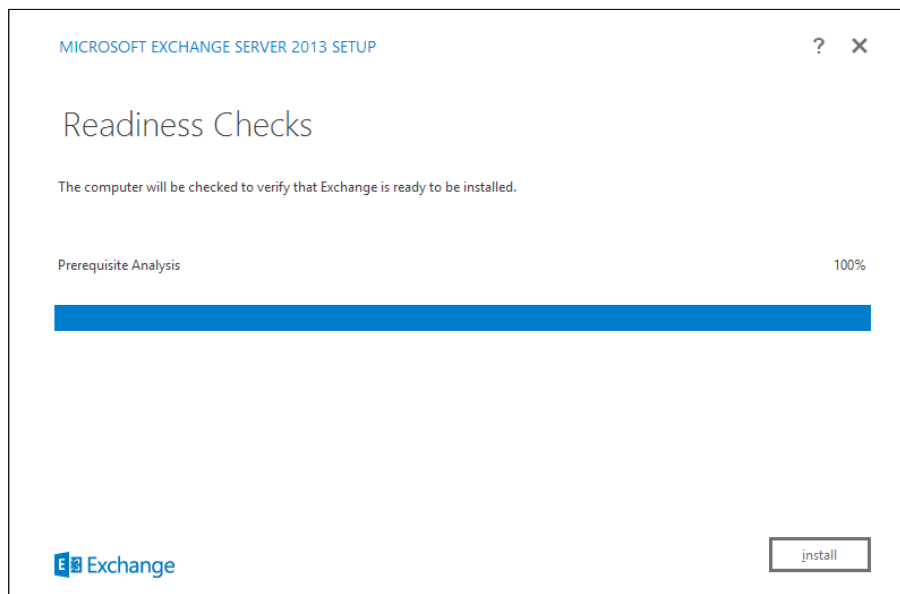 MICROSOFT EXCHANGE SERVER 2013 SETUP ? ✕
Readiness Checks
The computer will be checked to verify that Exchange is ready to be installed.
Prerequisite Analysis 100%
install
E Exchange